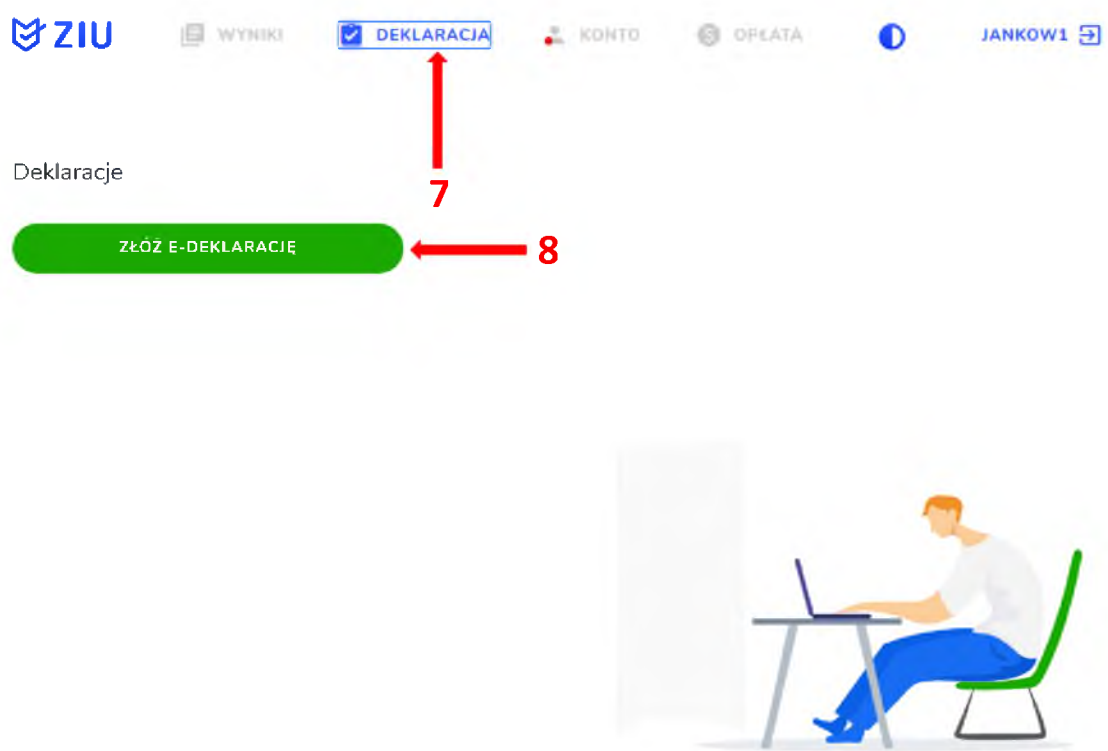 ZIU WYNIKI DEKLARACJA KONTO OPŁATA JANKOW1
Deklaracje
7
ZŁÓŻ E-DEKLARACJĘ
8